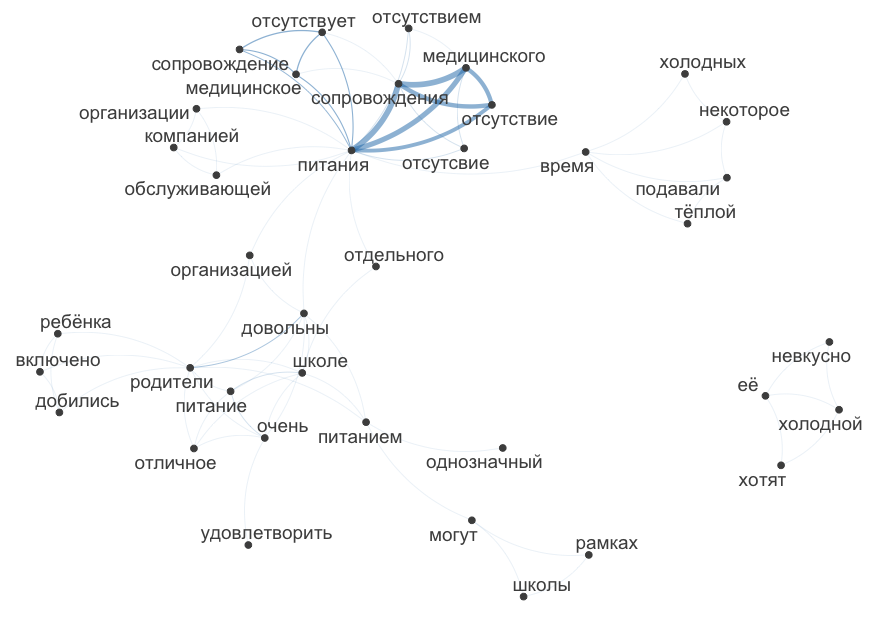 отсутствует
отсутствием
сопровождение
медицинского
холодных
медицинское
сопровождения
организации
некоторое
отсутствие
компанией
питания
отсутсвие
время
обслуживающей
подавали
тёплой
организацией
отдельного
ребёнка
довольны
включено
школе
невкусно
родители
её
добились
питание
очень
питанием
холодной
отличное
однозначный
хотят
удовлетворить
могут
рамках
школы